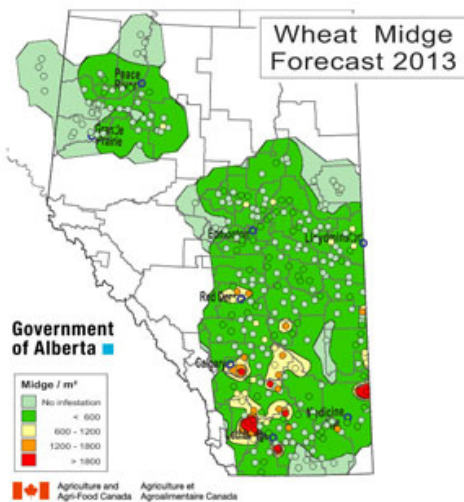 Wheat Midge
Forecast 2013
Peace
River
Grande
Prairie
Edmonton
Lloydminster
Red Deer
Calgary
Medicine
Government
of Alberta
Midge / m²
No infestation
< 600
600 - 1200
1200 - 1800
> 1800
Agriculture and Agriculture et
Agri-Food Canada Agroalimentaire Canada